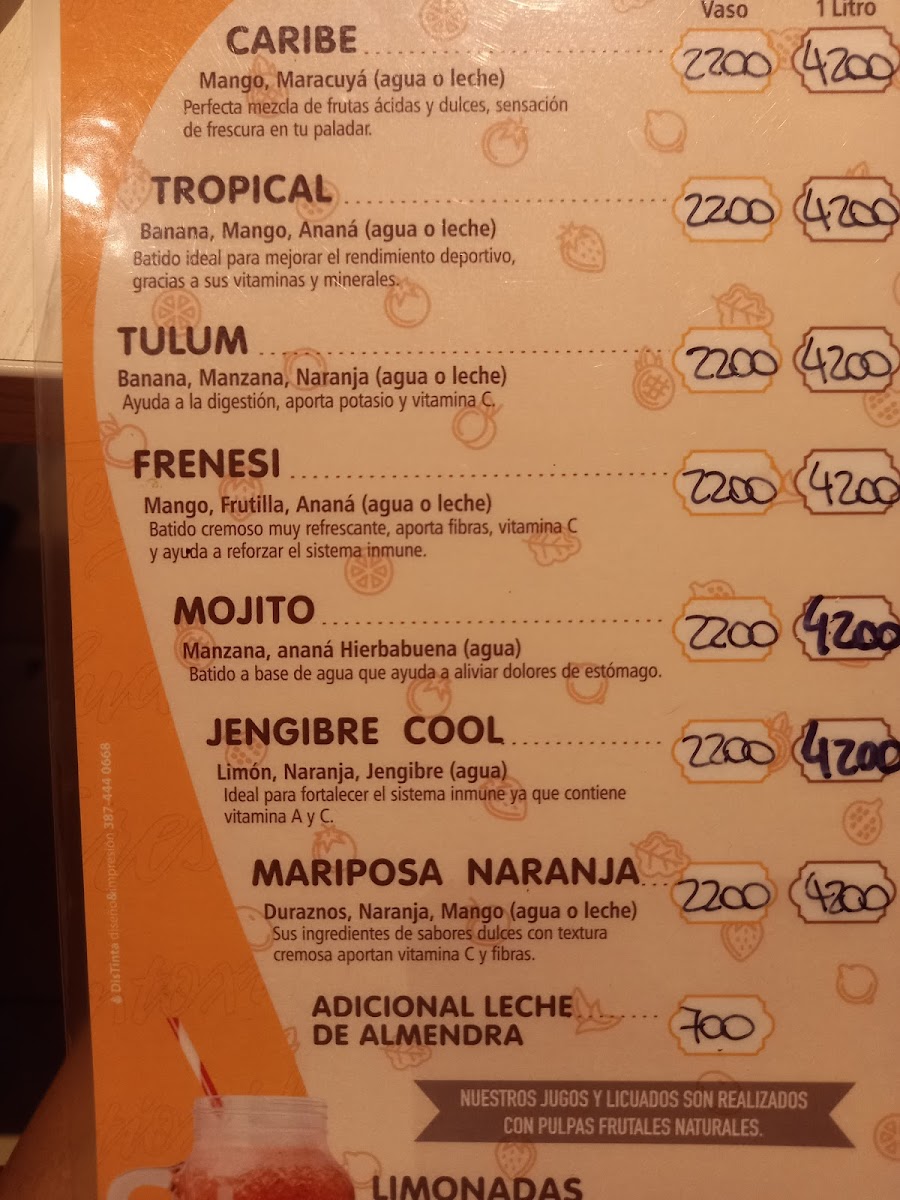 Vaso 1 Litro
CARIBE 2200 4200
Mango, Maracuyá (agua o leche)
Perfecta mezcla de frutas ácidas y dulces, sensación
de frescura en tu paladar.
TROPICAL 2200 4200
Banana, Mango, Ananá (agua o leche)
Batido ideal para mejorar el rendimiento deportivo,
gracias a sus vitaminas y minerales.
TULUM 2200 4200
Banana, Manzana, Naranja (agua o leche)
Ayuda a la digestión, aporta potasio y vitamina C.
FRENESI 2200 4200
Mango, Frutilla, Ananá (agua o leche)
Batido cremoso muy refrescante, aporta fibras, vitamina C
y ayuda a reforzar el sistema inmune.
MOJITO 2200 4200
Manzana, ananá Hierbabuena (agua)
Batido a base de agua que ayuda a aliviar dolores de estómago.
JENGIBRE COOL 2200 4200
Limón, Naranja, Jengibre (agua)
Ideal para fortalecer el sistema inmune ya que contiene
vitamina A y C.
MARIPOSA NARANJA 2200 4200
Duraznos, Naranja, Mango (agua o leche)
Sus ingredientes de sabores dulces con textura
cremosa aportan vitamina C y fibras.
ADICIONAL LECHE
DE ALMENDRA 700
NUESTROS JUGOS Y LICUADOS SON REALIZADOS
CON PULPAS FRUTALES NATURALES.
LIMONADAS
DisTinta diseño&impresión 387-444 0668